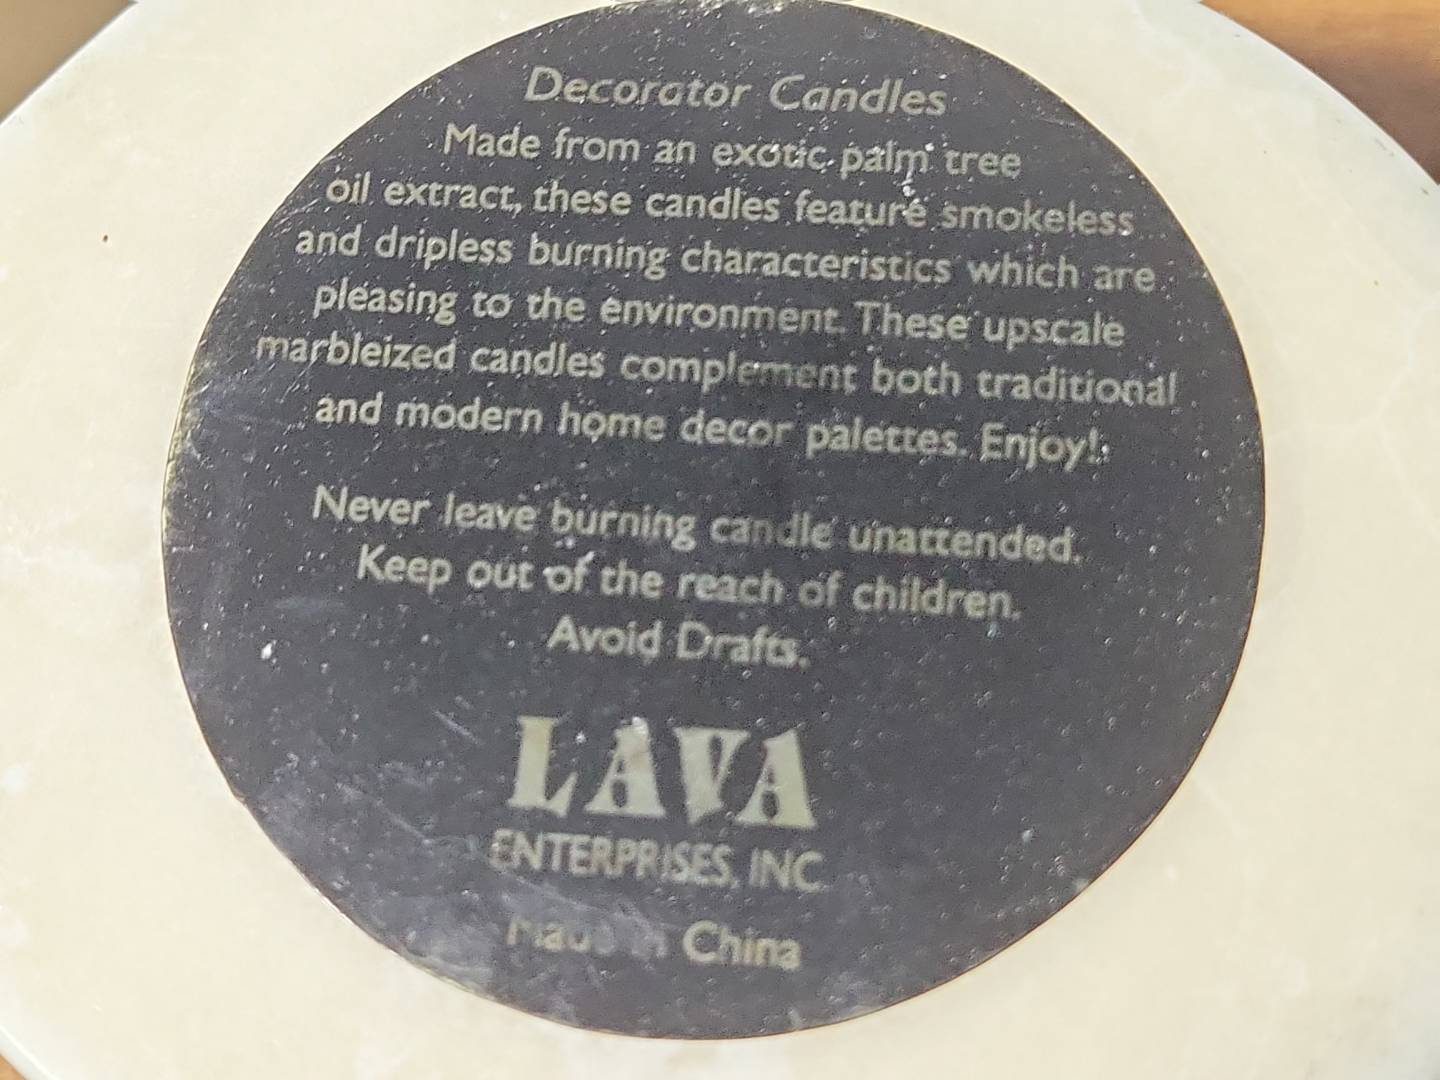 Decorator Candles
Made from an exotic palm tree
oil extract, these candles feature smokeless
and dripless burning characteristics which are
pleasing to the environment. These upscale
marbleized candles complement both traditional
and modern home decor palettes. Enjoy!
Never leave burning candle unattended.
Keep out of the reach of children.
Avoid Drafts.
LAVA
ENTERPRISES, INC.
Made in China